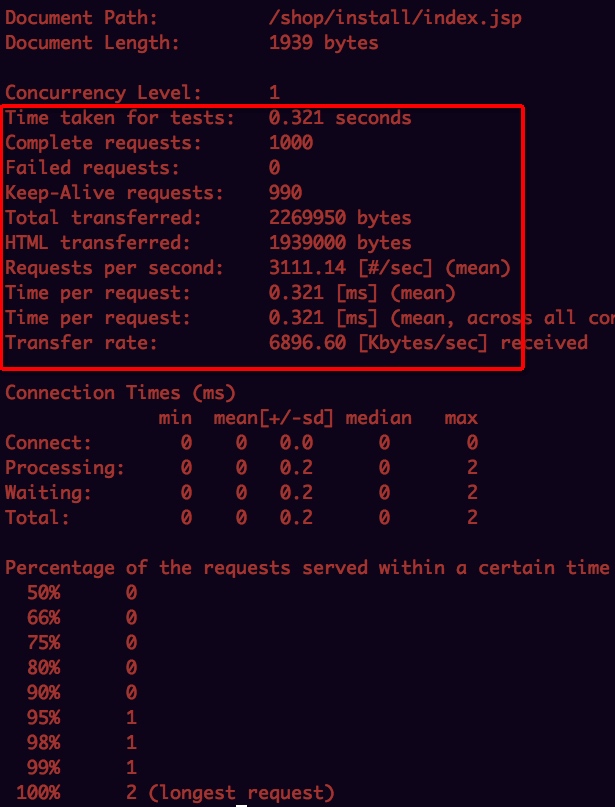 Document Path: /shop/install/index.jsp
Document Length: 1939 bytes
Concurrency Level: 1
Time taken for tests: 0.321 seconds
Complete requests: 1000
Failed requests: 0
Keep-Alive requests: 990
Total transferred: 2269950 bytes
HTML transferred: 1939000 bytes
Requests per second: 3111.14 [#/sec] (mean)
Time per request: 0.321 [ms] (mean)
Time per request: 0.321 [ms] (mean, across all con
Transfer rate: 6896.60 [Kbytes/sec] received
Connection Times (ms)
min mean[+/-sd] median max
Connect: 0 0 0.0 0 0
Processing: 0 0 0.2 0 2
Waiting: 0 0 0.2 0 2
Total: 0 0 0.2 0 2
Percentage of the requests served within a certain time
50% 0
66% 0
75% 0
80% 0
90% 0
95% 1
98% 1
99% 1
100% 2 (longest request)